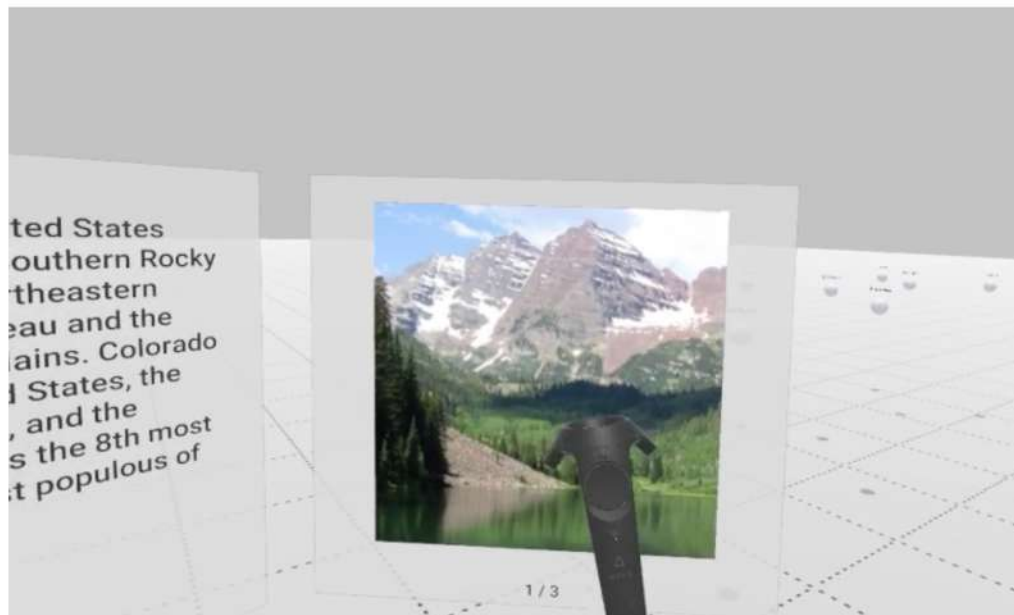 ted States
outhern Rocky
rtheastern
eau and the
lains. Colorado
d States, the
, and the
s the 8th most
t populous of
1 / 3